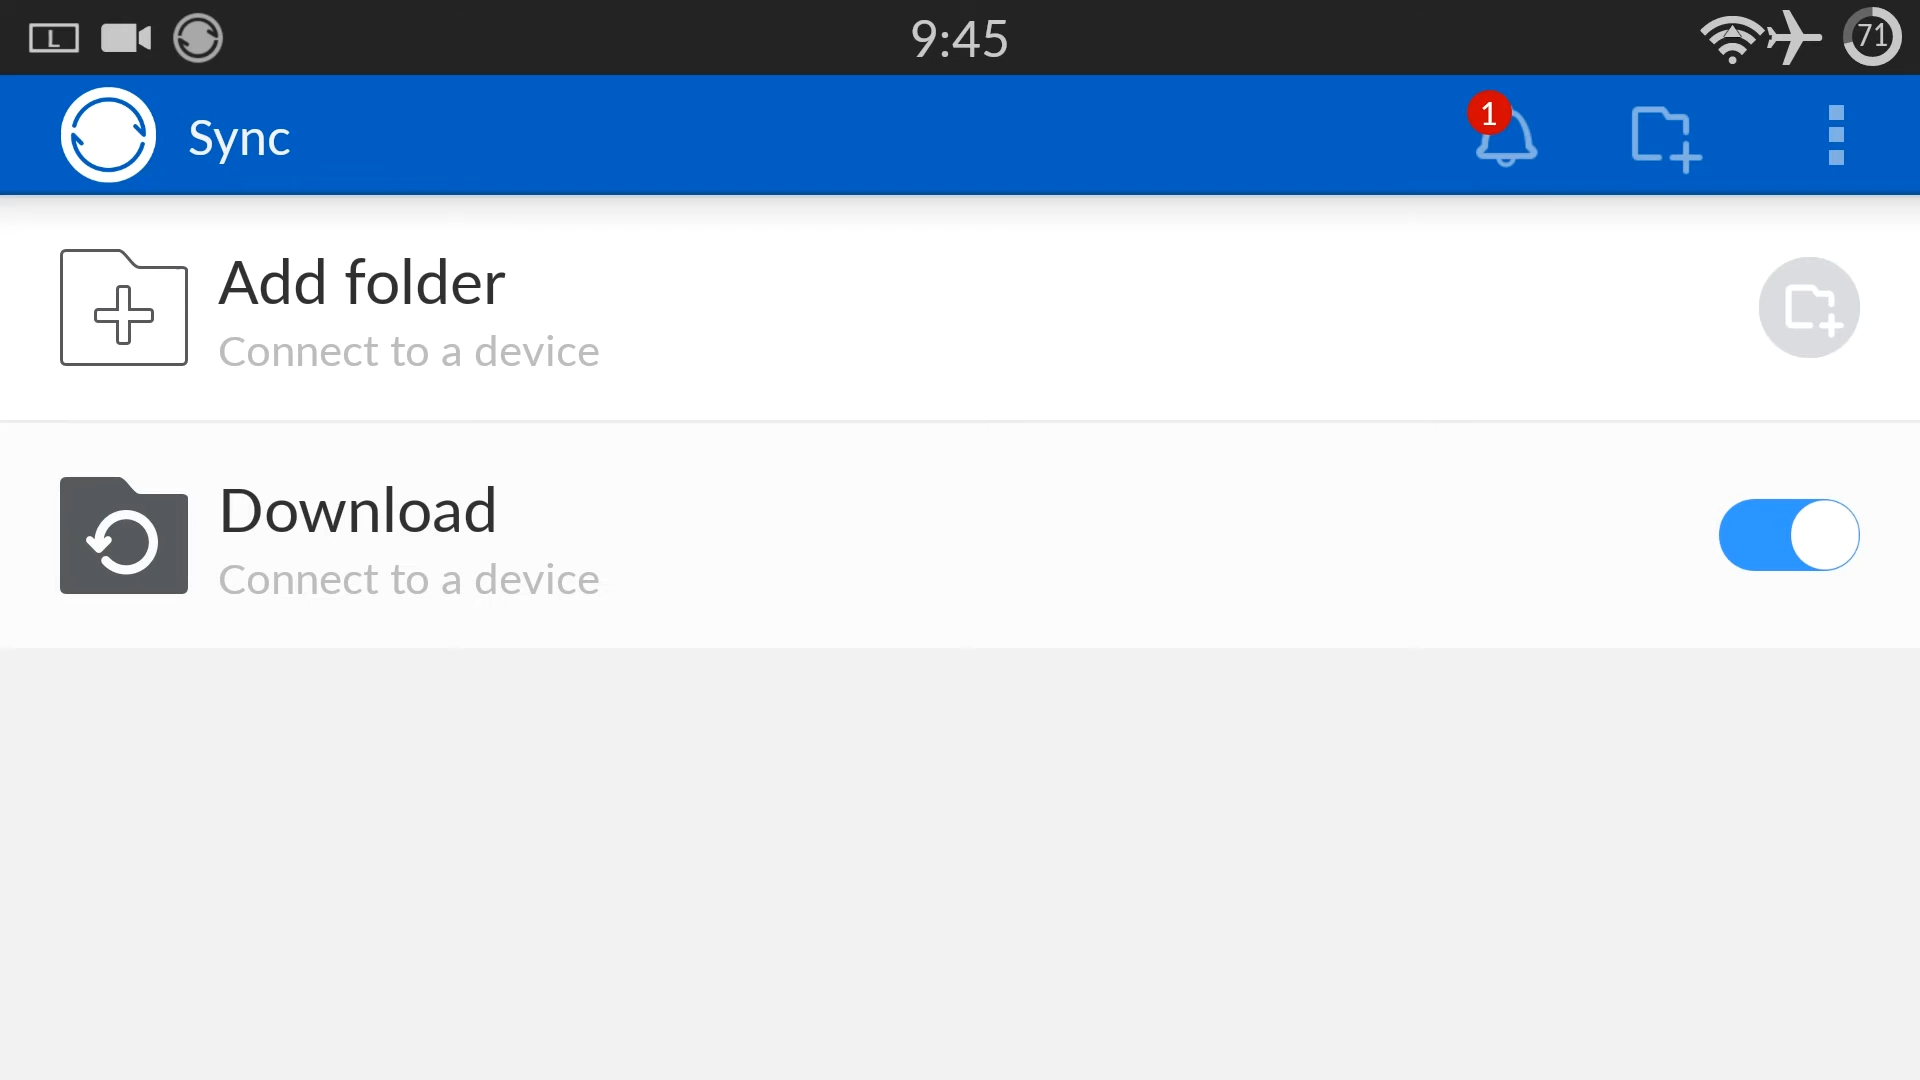 L
9:45
71
Sync
1
Add folder
Connect to a device
Download
Connect to a device